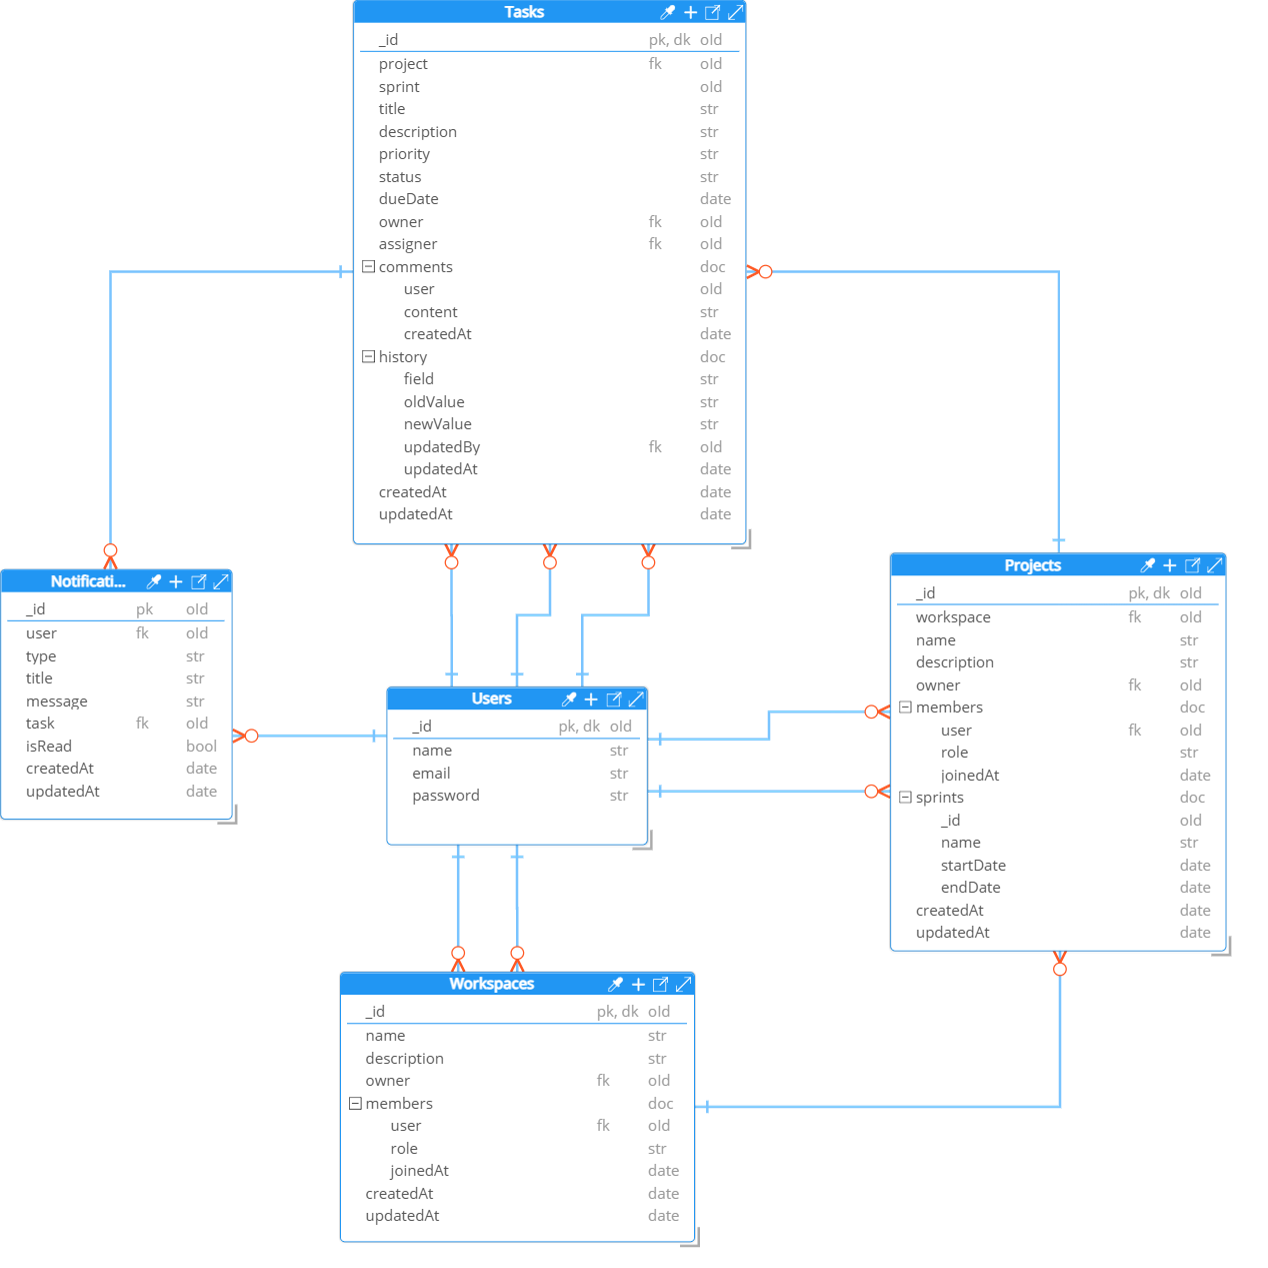 Tasks
_id pk, dk oId
project fk oId
sprint oId
title str
description str
priority str
status str
dueDate date
owner fk oId
assigner fk oId
comments doc
user oId
content str
createdAt date
history doc
field str
oldValue str
newValue str
updatedBy fk oId
updatedAt date
createdAt date
updatedAt date
Notificati...
_id pk oId
user fk oId
type str
title str
message str
task fk oId
isRead bool
createdAt date
updatedAt date
Users
_id pk, dk oId
name str
email str
password str
Projects
_id pk, dk oId
workspace fk oId
name str
description str
owner fk oId
members doc
user fk oId
role str
joinedAt date
sprints doc
_id oId
name str
startDate date
endDate date
createdAt date
updatedAt date
Workspaces
_id pk, dk oId
name str
description str
owner fk oId
members doc
user fk oId
role str
joinedAt date
createdAt date
updatedAt date